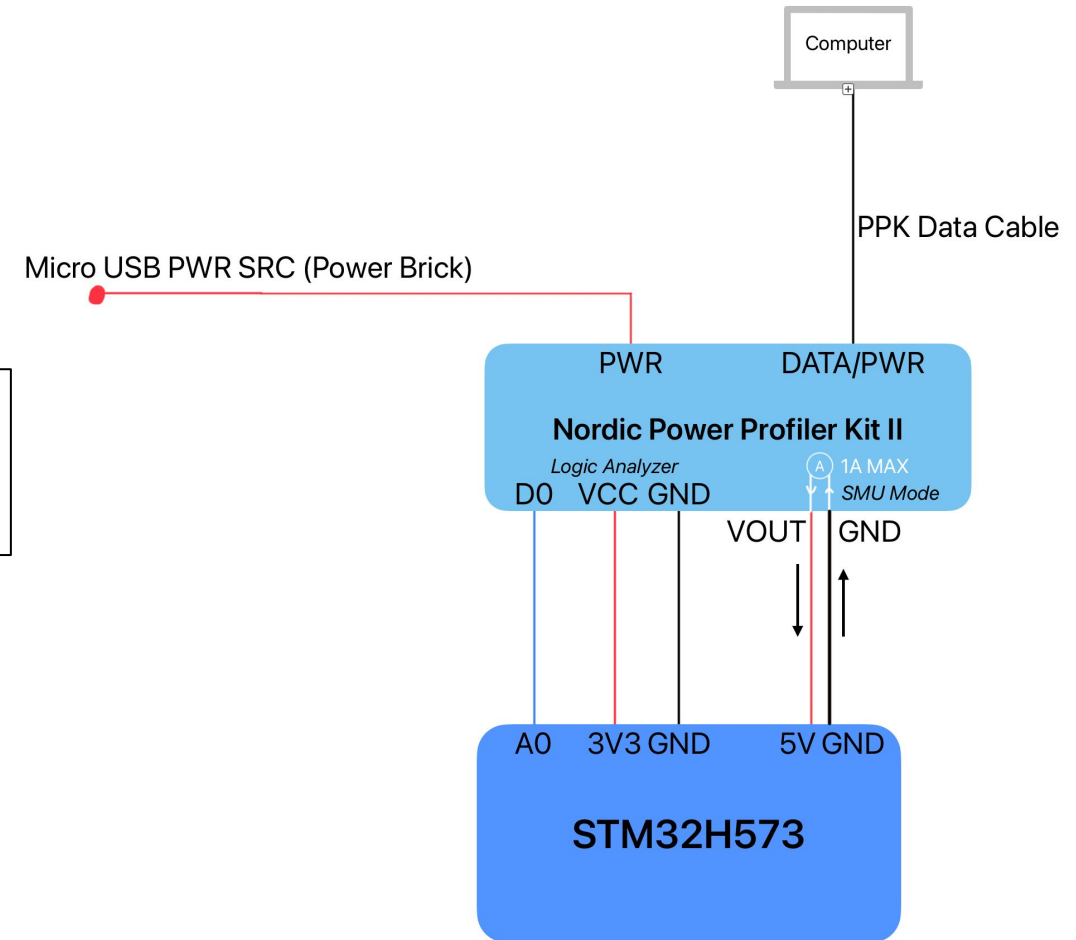 Computer
PPK Data Cable
Micro USB PWR SRC (Power Brick)
PWR DATA/PWR
Nordic Power Profiler Kit II
Logic Analyzer A 1A MAX
D0 VCC GND SMU Mode
VOUT GND
A0 3V3 GND 5V GND
STM32H573